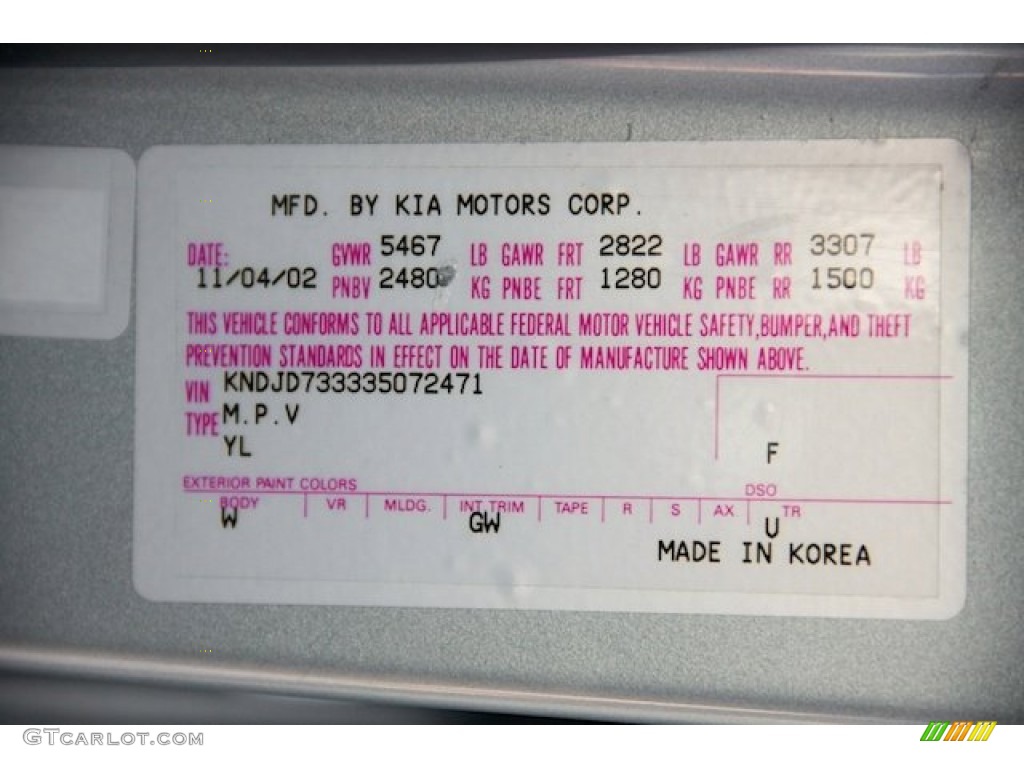 MFD. BY KIA MOTORS CORP.
DATE: GVWR 5467 LB GAWR FRT 2822 LB GAWR RR 3307 LB
11/04/02 PNBV 2480 KG PNBE FRT 1280 KG PNBE RR 1500 KG
THIS VEHICLE CONFORMS TO ALL APPLICABLE FEDERAL MOTOR VEHICLE SAFETY,BUMPER,AND THEFT
PREVENTION STANDARDS IN EFFECT ON THE DATE OF MANUFACTURE SHOWN ABOVE.
VIN KNDJD733335072471
TYPE M.P.V
YL F
EXTERIOR PAINT COLORS DSO
BODY VR MLDG. INT.TRIM TAPE R S AX TR
W GW U
MADE IN KOREA
GTCARLOT.COM